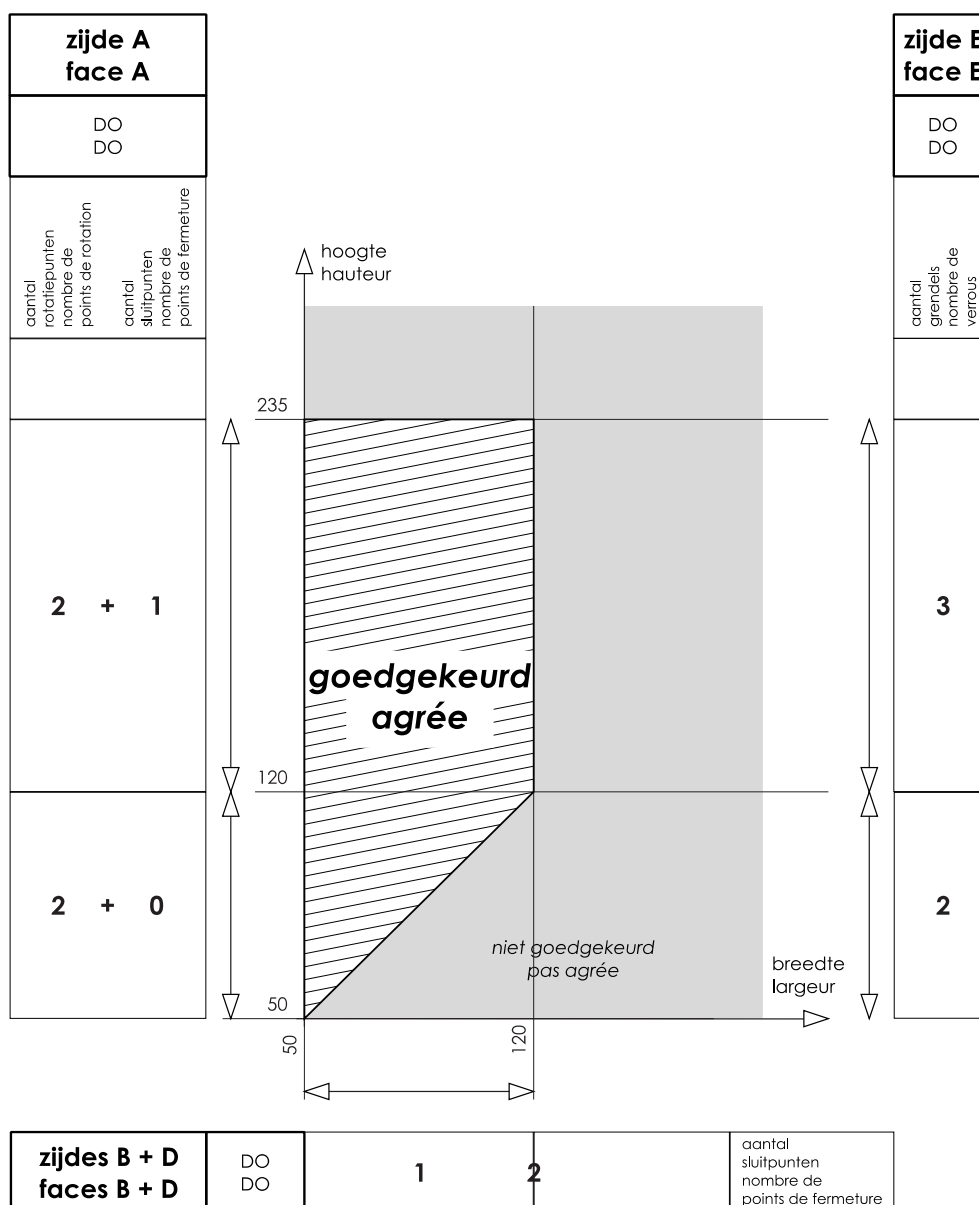 zijde A
face A
DO
DO
aantal
rotatiepunten
nombre de
points de rotation
aantal
sluitpunten
nombre de
points de fermeture
2 + 1
2 + 0
hoogte
hauteur
235
120
50
goedgekeurd
agrée
niet goedgekeurd
pas agrée
breedte
largeur
50
120
zijde
face
DO
DO
aantal
grendels
nombre de
verrous
3
2
zijdes B + D
faces B + D
DO
DO
1
2
aantal
sluitpunten
nombre de
points de fermeture